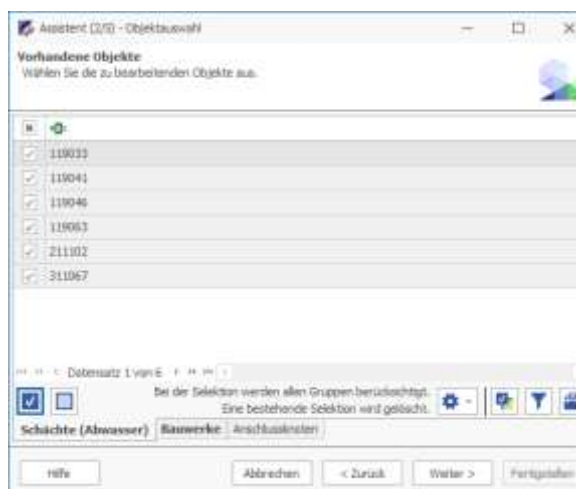 Assistent (2/5) - Objektauswahl
Vorhandene Objekte
Wählen Sie die zu bearbeitenden Objekte aus.
119033
119041
119046
119063
211102
311067
Datensatz 1 von 6
Bei der Selektion werden allen Gruppen berücksichtigt.
Eine bestehende Selektion wird gelöscht.
Schächte (Abwasser) Bauwerke Anschlussknoten
Hilfe Abbrechen < Zurück Weiter > Fertigstellen